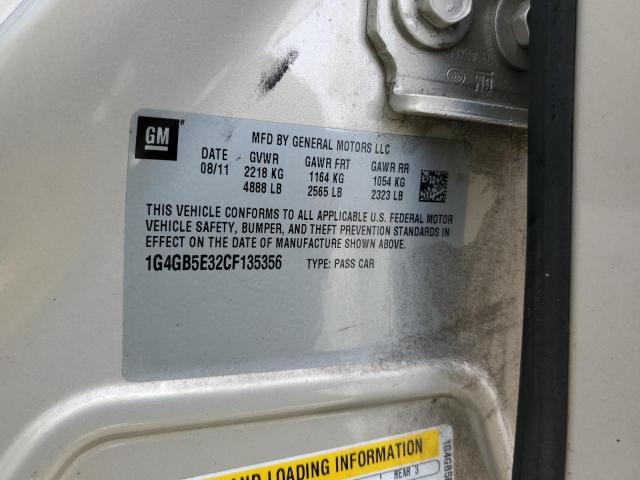 GM
MFD BY GENERAL MOTORS LLC
DATE GVWR GAWR FRT GAWR RR
08/11 2218 KG 1164 KG 1054 KG
4888 LB 2565 LB 2323 LB
THIS VEHICLE CONFORMS TO ALL APPLICABLE U.S. FEDERAL MOTOR
VEHICLE SAFETY, BUMPER, AND THEFT PREVENTION STANDARDS IN
EFFECT ON THE DATE OF MANUFACTURE SHOWN ABOVE.
1G4GB5E32CF135356 TYPE: PASS CAR
AND LOADING INFORMATION
REAR 3
1G4GB5
GM